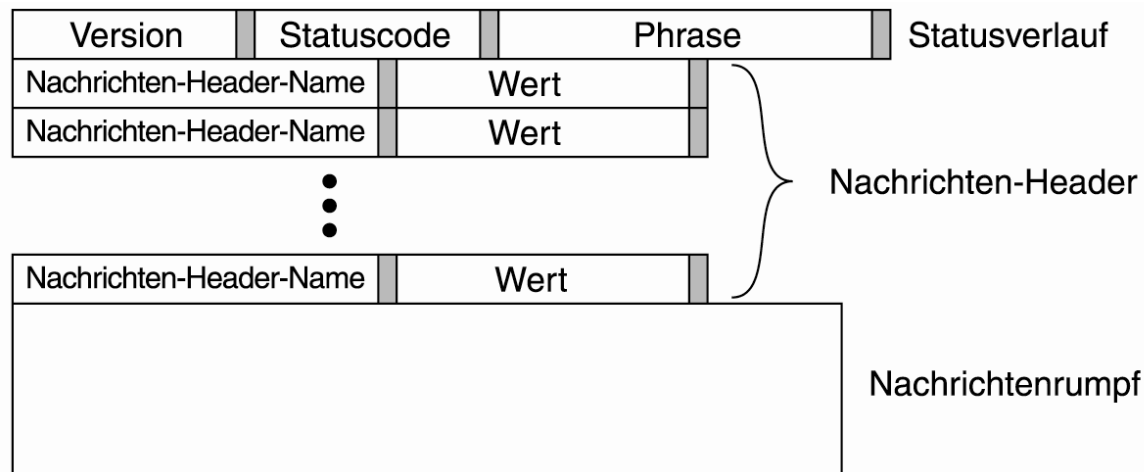 Version Statuscode Phrase Statusverlauf
Nachrichten-Header-Name Wert
Nachrichten-Header-Name Wert
Nachrichten-Header
Nachrichten-Header-Name Wert
Nachrichtenrumpf